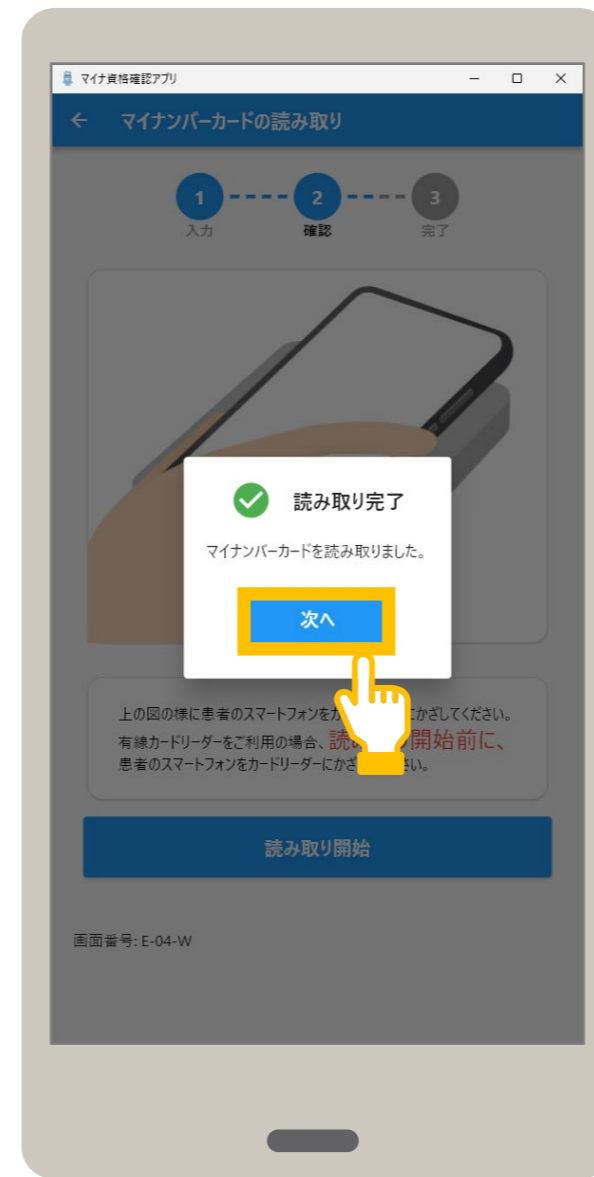 マイナ資格確認アプリ
マイナンバーカードの読み取り
1 2 3
入力 確認 完了
読み取り完了
マイナンバーカードを読み取りました。
次へ
上の図の様に患者のスマートフォンをカ かざしてください。
有線カードリーダーをご利用の場合、読 開始前に、
患者のスマートフォンをカードリーダーにかざ さい。
読み取り開始
画面番号: E-04-W